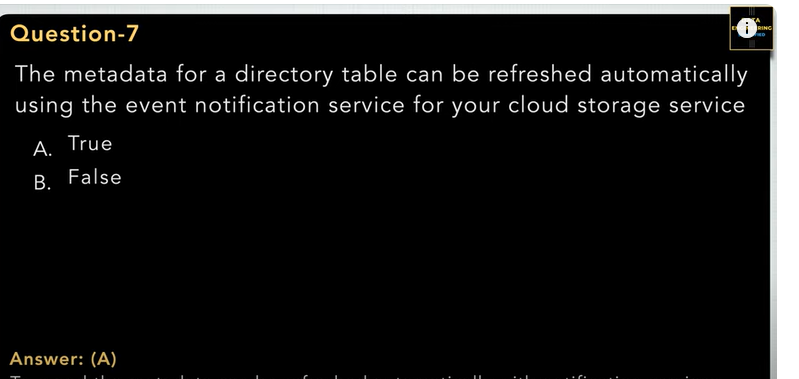 Question-7
The metadata for a directory table can be refreshed automatically
using the event notification service for your cloud storage service
A. True
B. False
Answer: (A)